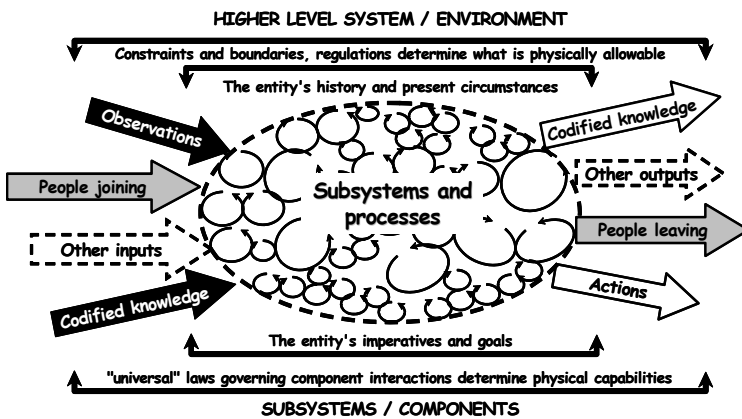 HIGHER LEVEL SYSTEM / ENVIRONMENT
Constraints and boundaries, regulations determine what is physically allowable
The entity's history and present circumstances
Observations
People joining
Other inputs
Codified knowledge
Subsystems and
processes
Codified knowledge
Other outputs
People leaving
Actions
The entity's imperatives and goals
"universal" laws governing component interactions determine physical capabilities
SUBSYSTEMS / COMPONENTS